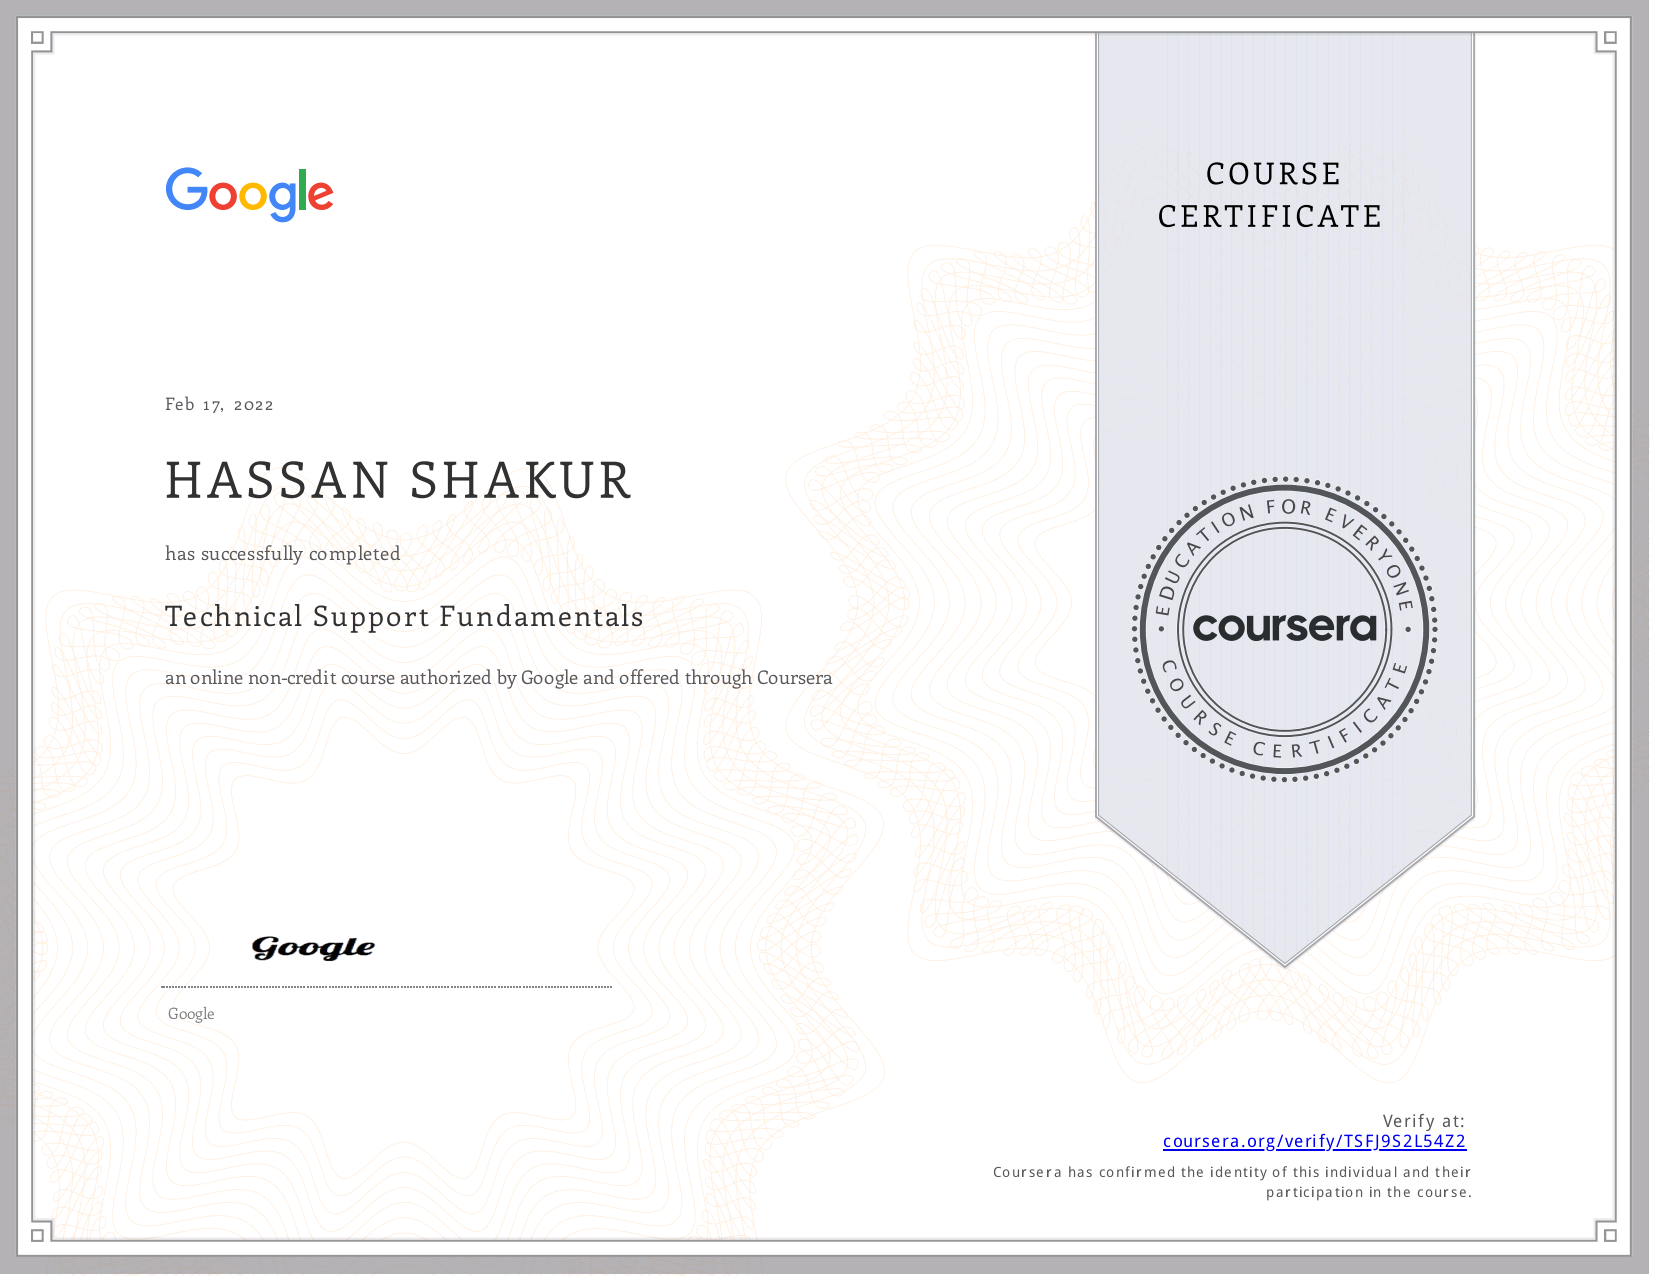 Google
COURSE
CERTIFICATE
Feb 17, 2022
HASSAN SHAKUR
has successfully completed
Technical Support Fundamentals
an online non-credit course authorized by Google and offered through Coursera
EDUCATION FOR EVERYONE
coursera
COURSE CERTIFICATE
Google
Google
Verify at:
coursera.org/verify/TSFJ9S2L54Z2
Coursera has confirmed the identity of this individual and their
participation in the course.